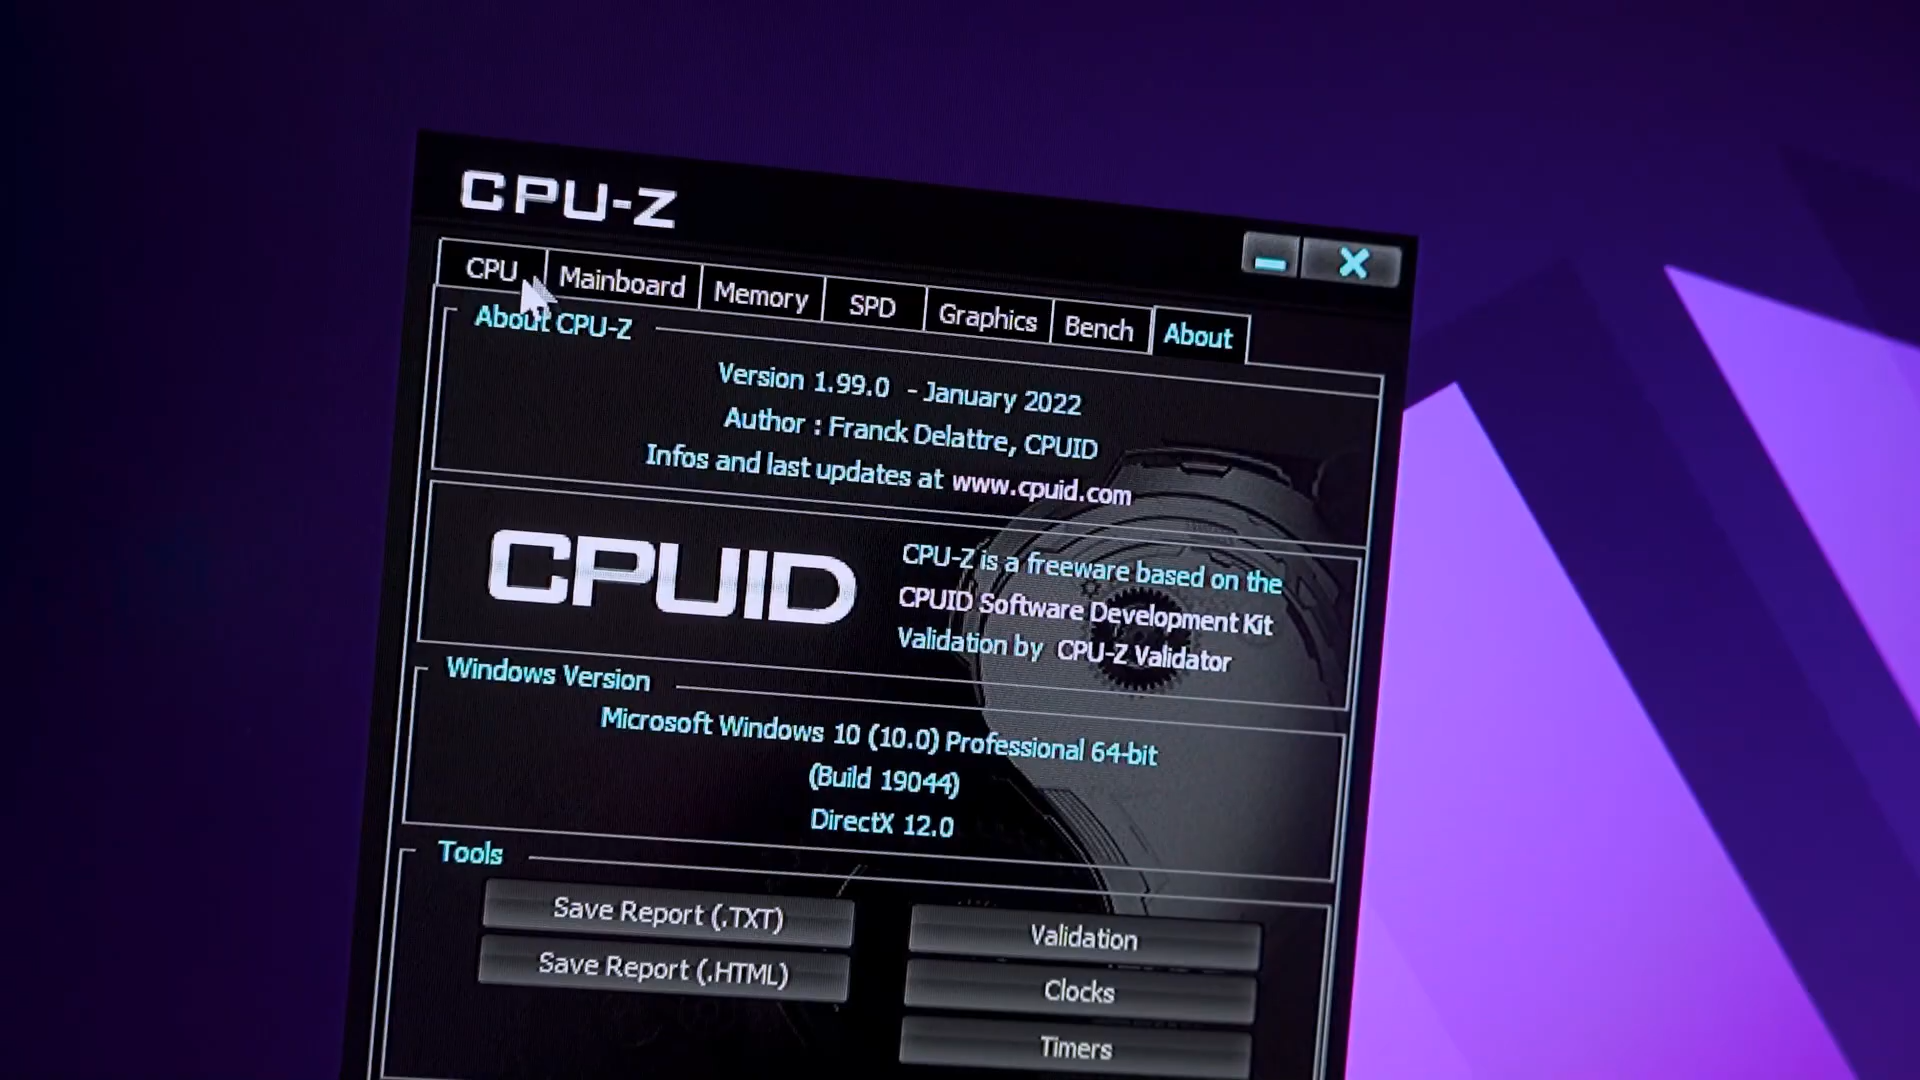 CPU-Z
CPU Mainboard Memory SPD Graphics Bench About
About CPU-Z
Version 1.99.0 - January 2022
Author : Franck Delattre, CPUID
Infos and last updates at www.cpuid.com
CPUID
CPU-Z is a freeware based on the
CPUID Software Development Kit
Validation by CPU-Z Validator
Windows Version
Microsoft Windows 10 (10.0) Professional 64-bit
(Build 19044)
DirectX 12.0
Tools
Save Report (.TXT)
Validation
Save Report (.HTML)
Clocks
Timers